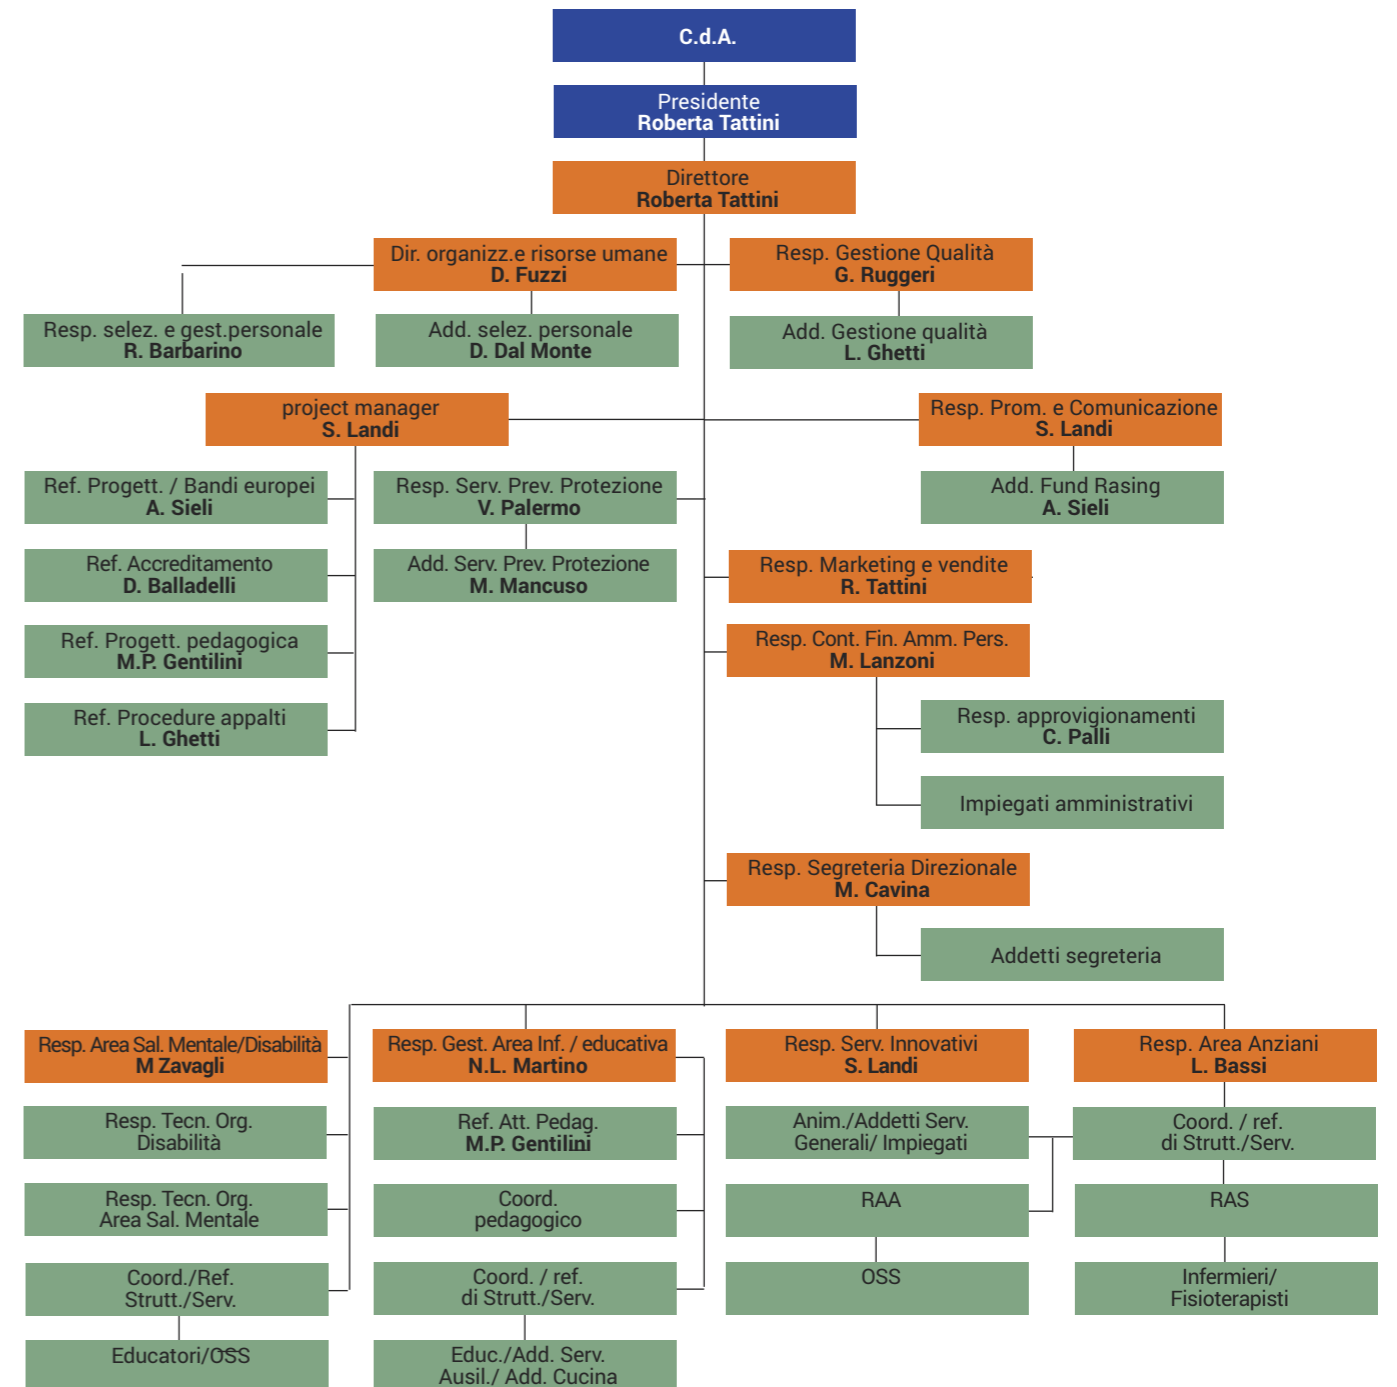 C.d.A.
Presidente
Roberta Tattini
Direttore
Roberta Tattini
Dir. organizz.e risorse umane
D. Fuzzi
Resp. Gestione Qualità
G. Ruggeri
Resp. selez. e gest.personale
R. Barbarino
Add. selez. personale
D. Dal Monte
Add. Gestione qualità
L. Ghetti
project manager
S. Landi
Resp. Prom. e Comunicazione
S. Landi
Ref. Progett. / Bandi europei
A. Sieli
Resp. Serv. Prev. Protezione
V. Palermo
Add. Fund Rasing
A. Sieli
Ref. Accreditamento
D. Balladelli
Add. Serv. Prev. Protezione
M. Mancuso
Resp. Marketing e vendite
R. Tattini
Ref. Progett. pedagogica
M.P. Gentilini
Resp. Cont. Fin. Amm. Pers.
M. Lanzoni
Ref. Procedure appalti
L. Ghetti
Resp. approvigionamenti
C. Palli
Impiegati amministrativi
Resp. Segreteria Direzionale
M. Cavina
Addetti segreteria
Resp. Area Sal. Mentale/Disabilità
M Zavagli
Resp. Gest. Area Inf. / educativa
N.L. Martino
Resp. Serv. Innovativi
S. Landi
Resp. Area Anziani
L. Bassi
Resp. Tecn. Org.
Disabilità
Ref. Att. Pedag.
M.P. Gentilini
Anim./Addetti Serv.
Generali/ Impiegati
Coord. / ref.
di Strutt./Serv.
Resp. Tecn. Org.
Area Sal. Mentale
Coord.
pedagogico
RAA
RAS
Coord./Ref.
Strutt./Serv.
Coord. / ref.
di Strutt./Serv.
OSS
Infermieri/
Fisioterapisti
Educatori/OSS
Educ./Add. Serv.
Ausil./ Add. Cucina